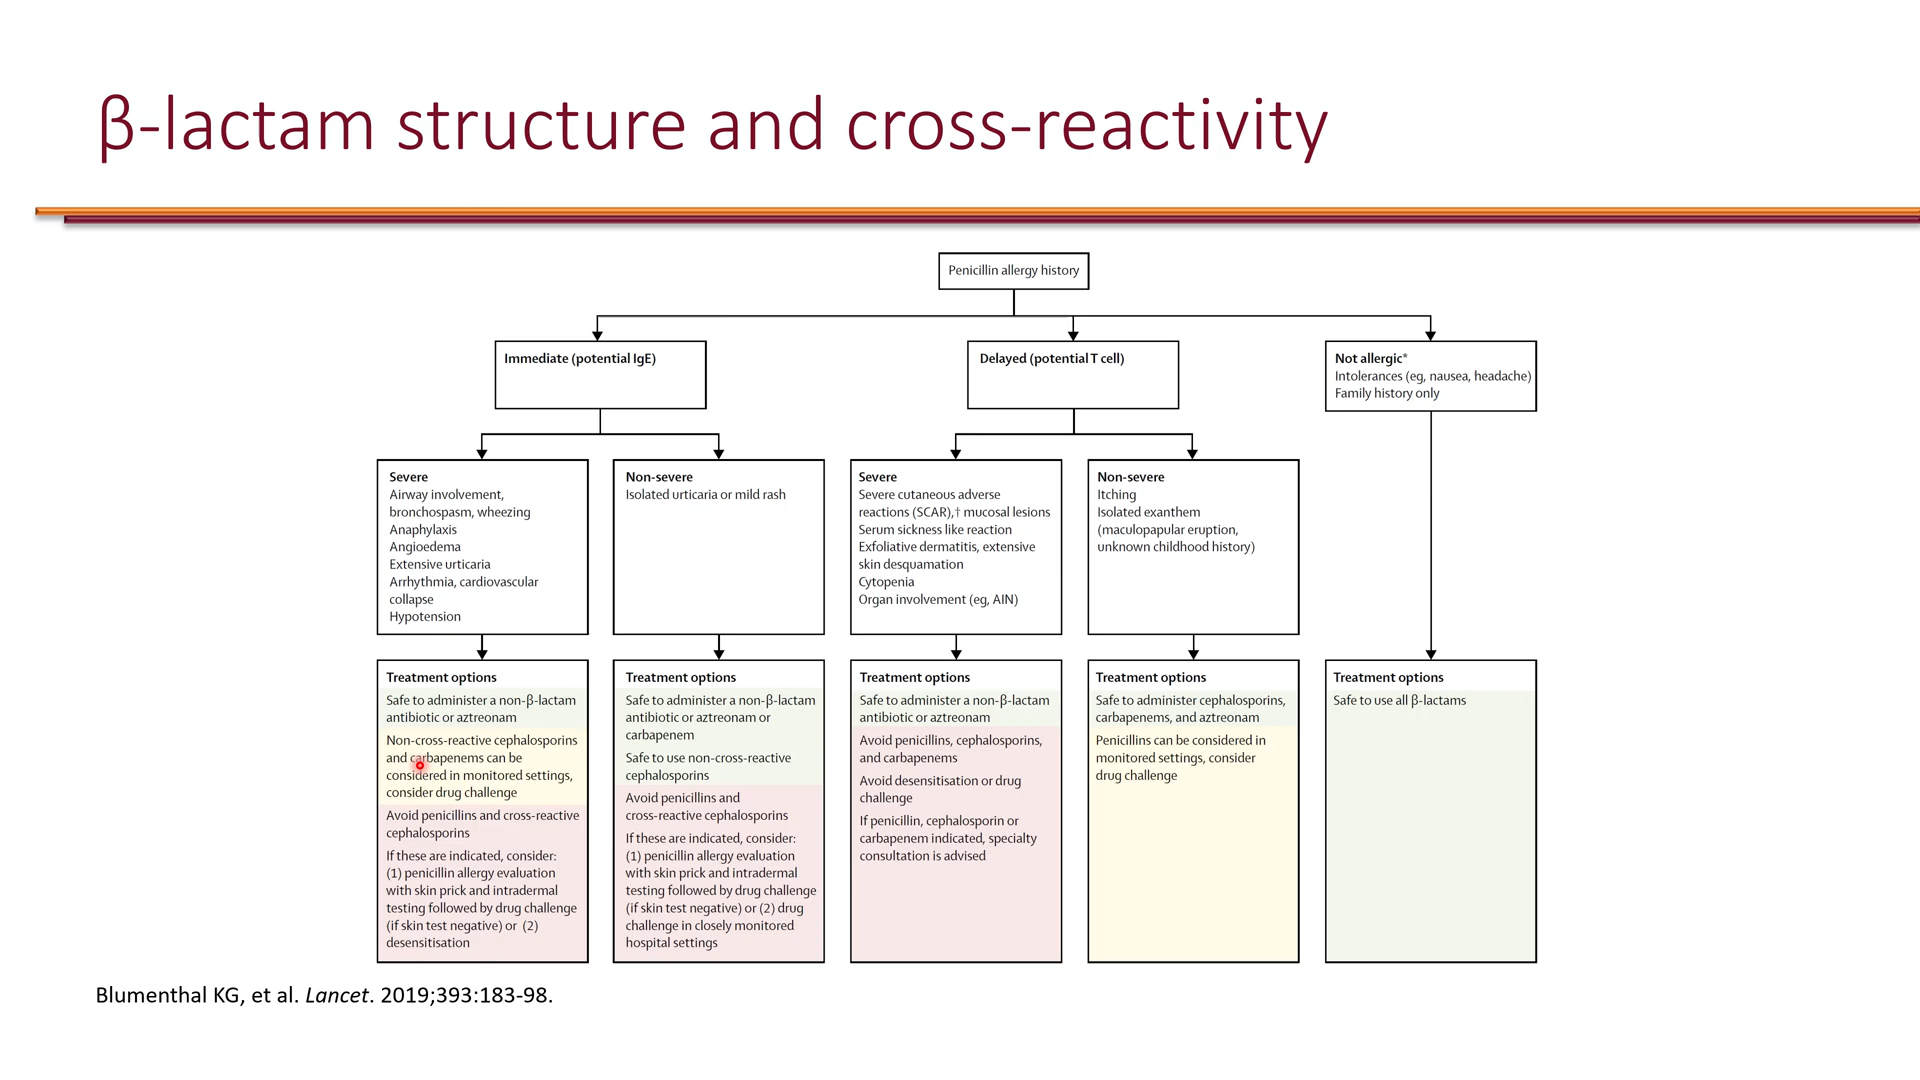 β-lactam structure and cross-reactivity
Penicillin allergy history
Immediate (potential IgE)
Delayed (potential T cell)
Not allergic*
Intolerances (eg, nausea, headache)
Family history only
Severe
Airway involvement,
bronchospasm, wheezing
Anaphylaxis
Angioedema
Extensive urticaria
Arrhythmia, cardiovascular
collapse
Hypotension
Non-severe
Isolated urticaria or mild rash
Severe
Severe cutaneous adverse
reactions (SCAR),† mucosal lesions
Serum sickness like reaction
Exfoliative dermatitis, extensive
skin desquamation
Cytopenia
Organ involvement (eg, AIN)
Non-severe
Itching
Isolated exanthem
(maculopapular eruption,
unknown childhood history)
Treatment options
Safe to administer a non-β-lactam
antibiotic or aztreonam
Non-cross-reactive cephalosporins
and carbapenems can be
considered in monitored settings,
consider drug challenge
Avoid penicillins and cross-reactive
cephalosporins
If these are indicated, consider:
(1) penicillin allergy evaluation
with skin prick and intradermal
testing followed by drug challenge
(if skin test negative) or (2)
desensitisation
Treatment options
Safe to administer a non-β-lactam
antibiotic or aztreonam or
carbapenem
Safe to use non-cross-reactive
cephalosporins
Avoid penicillins and
cross-reactive cephalosporins
If these are indicated, consider:
(1) penicillin allergy evaluation
with skin prick and intradermal
testing followed by drug challenge
(if skin test negative) or (2) drug
challenge in closely monitored
hospital settings
Treatment options
Safe to administer a non-β-lactam
antibiotic or aztreonam
Avoid penicillins, cephalosporins,
and carbapenems
Avoid desensitisation or drug
challenge
If penicillin, cephalosporin or
carbapenem indicated, specialty
consultation is advised
Treatment options
Safe to administer cephalosporins,
carbapenems, and aztreonam
Penicillins can be considered in
monitored settings, consider
drug challenge
Treatment options
Safe to use all β-lactams
Blumenthal KG, et al. Lancet. 2019;393:183-98.